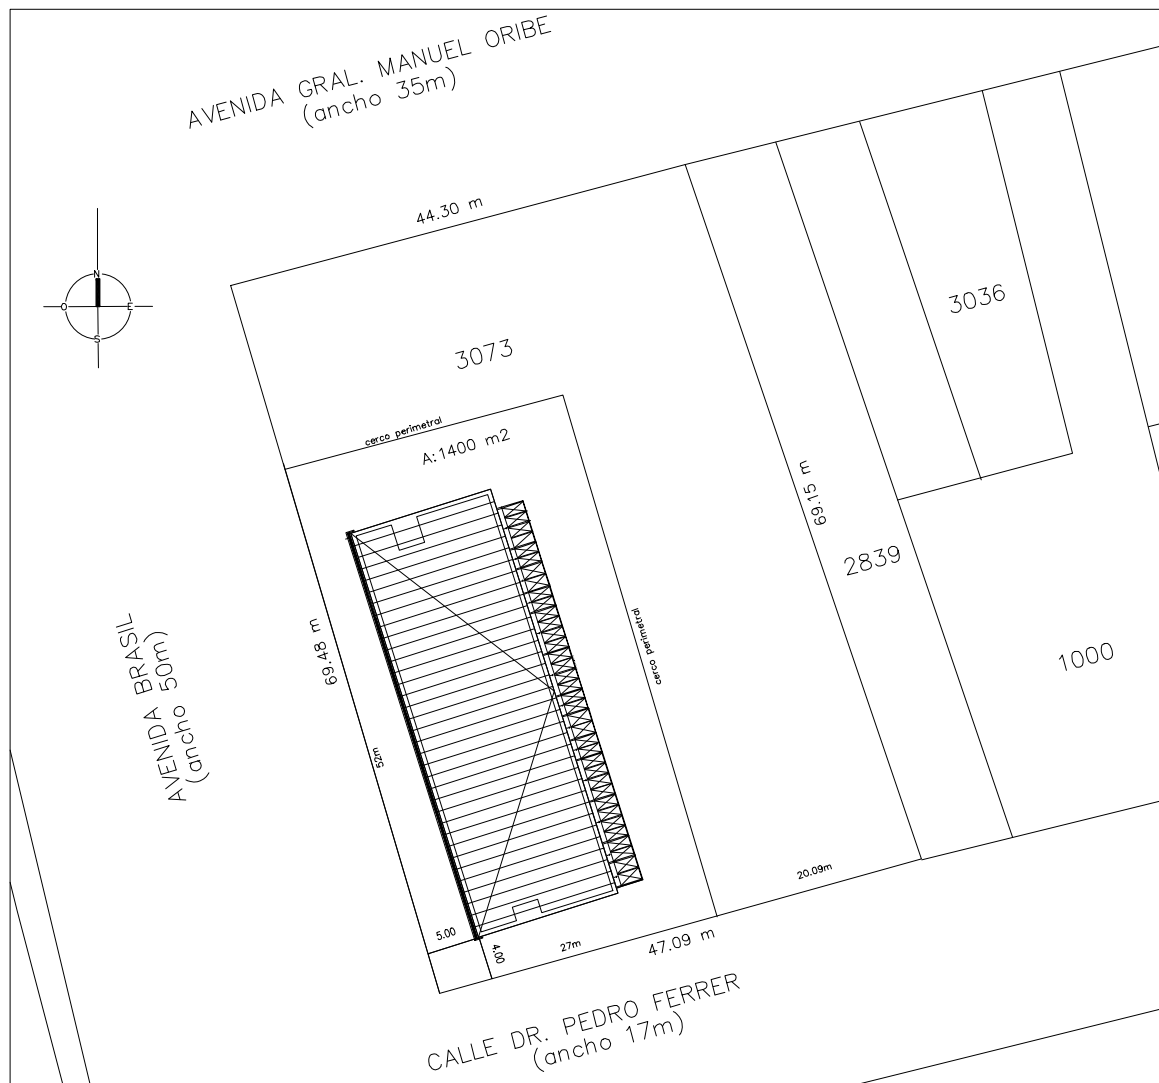 AVENIDA GRAL. MANUEL ORIBE
(ancho 35m)
44.30 m
N
O
E
S
3036
3073
cerco perimetral
A:1400 m2
69.15 m
2839
AVENIDA BRASIL
(ancho 50m)
69.48 m
cerco perimetral
1000
52m
20.09m
5.00
4.00
27m
47.09 m
CALLE DR. PEDRO FERRER
(ancho 17m)